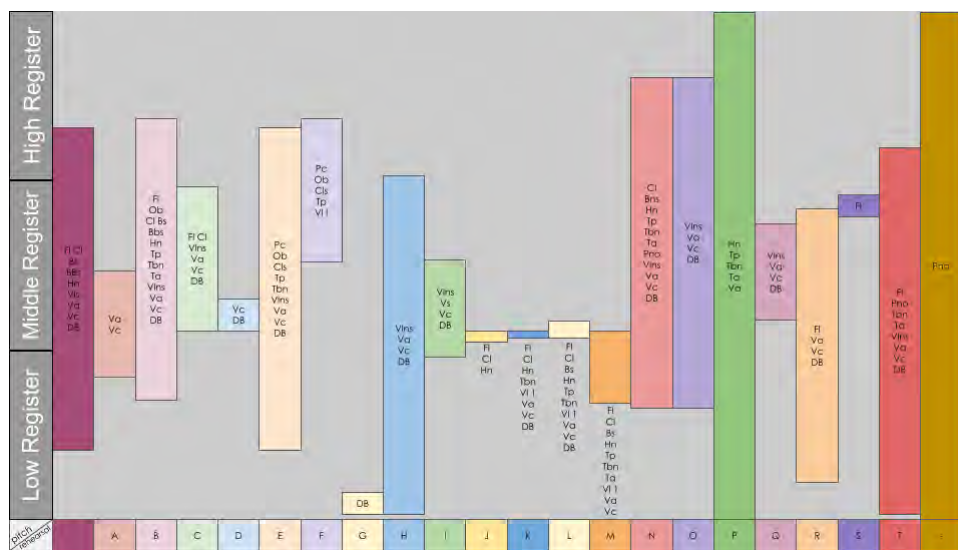 High Register
Middle Register
Low Register
Fl Cl
Bs
BBs
Hn
Vlc
Va
Vc
DB
Va
Vc
Fl
Ob
Cl Bs
Bbs
Hn
Tp
Tbn
Ta
Vlns
Va
Vc
DB
Fl Cl
Vlns
Va
Vc
DB
Vc
DB
Pc
Ob
Cls
Tp
Tbn
Vlns
Va
Vc
DB
Pc
Ob
Cls
Tp
Vl 1
DB
Vlns
Va
Vc
DB
Vlns
Vs
Vc
DB
Fl
Cl
Hn
Fl
Cl
Hn
Tbn
Vl 1
Va
Vc
DB
Fl
Cl
Bs
Hn
Tp
Tbn
Vl 1
Va
Vc
DB
Fl
Cl
Bs
Hn
Tp
Tbn
Ta
Vl 1
Va
Vc
Cl
Bns
Hn
Tp
Tbn
Ta
Pno
Vlns
Va
Vc
DB
Vlns
Va
Vc
DB
Hn
Tp
Tbn
Ta
Va
Vlns
Va
Vc
DB
Fl
Va
Vc
DB
Fl
Fl
Pno
Tbn
Ta
Vlns
Va
Vc
DB
Pno
pitch
rehearsal
A B C D E F G H I J K L M N O P Q R S T